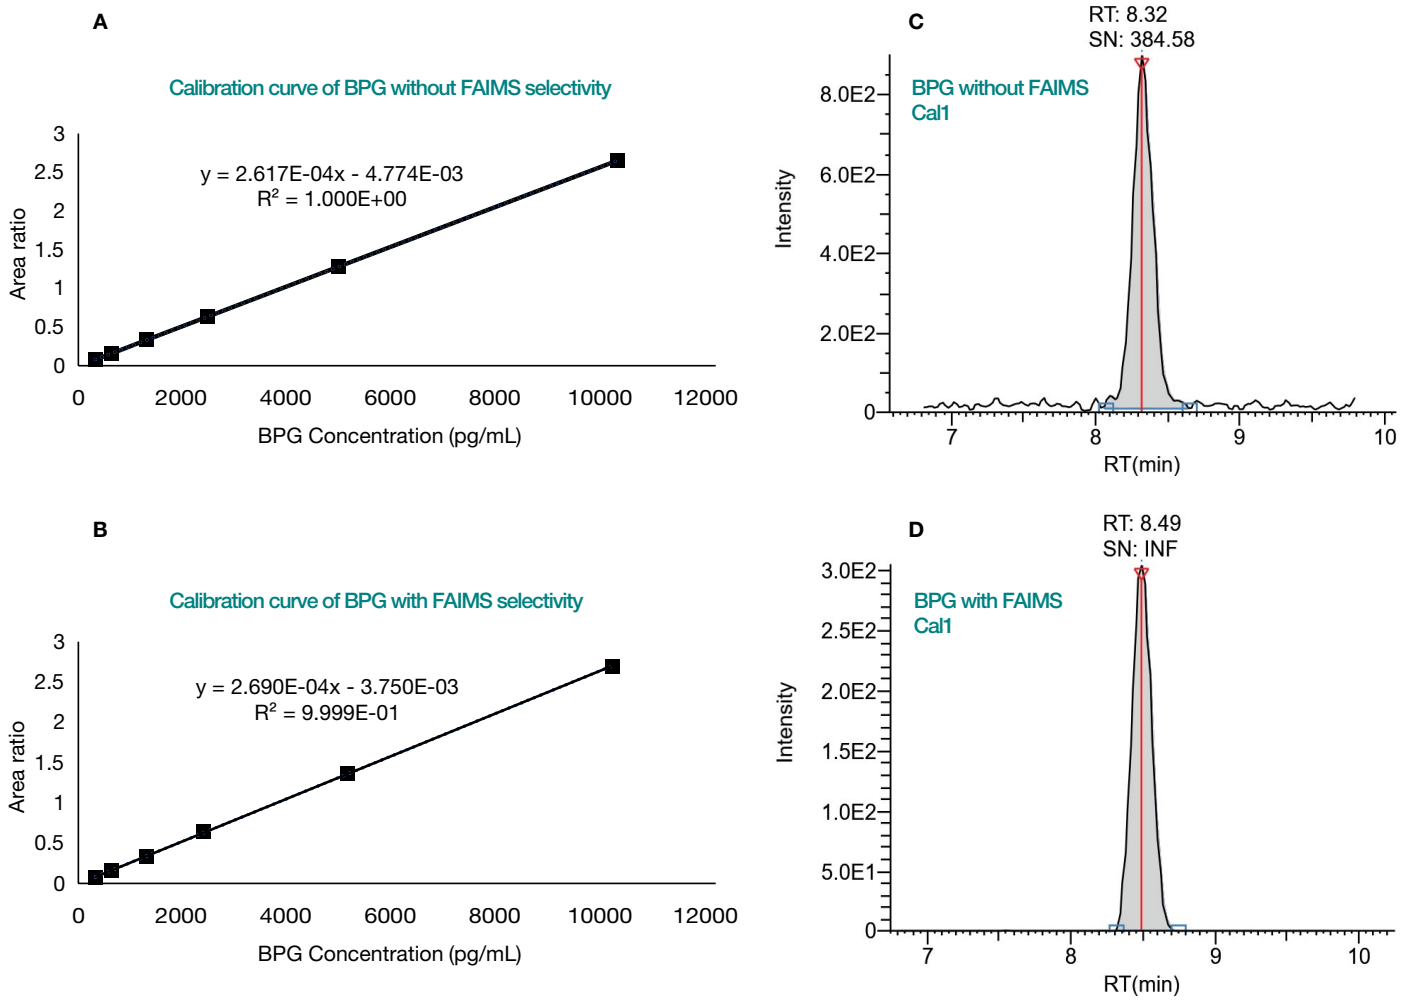 A
Calibration curve of BPG without FAIMS selectivity
3
2.5
2
1.5
1
0.5
0
Area ratio
y = 2.617E-04x - 4.774E-03
R² = 1.000E+00
0 2000 4000 6000 8000 10000 12000
BPG Concentration (pg/mL)
B
Calibration curve of BPG with FAIMS selectivity
3
2.5
2
1.5
1
0.5
0
Area ratio
y = 2.690E-04x - 3.750E-03
R² = 9.999E-01
0 2000 4000 6000 8000 10000 12000
BPG Concentration (pg/mL)
C
RT: 8.32
SN: 384.58
BPG without FAIMS
Cal1
8.0E2
6.0E2
4.0E2
2.0E2
0
Intensity
7 8 9 10
RT(min)
D
RT: 8.49
SN: INF
BPG with FAIMS
Cal1
3.0E2
2.5E2
2.0E2
1.5E2
1.0E2
5.0E1
0
Intensity
7 8 9 10
RT(min)